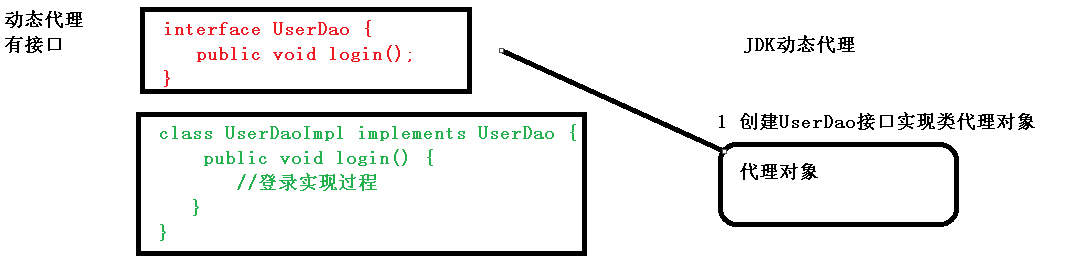 动态代理
有接口
interface UserDao {
public void login();
}
class UserDaoImpl implements UserDao {
public void login() {
//登录实现过程
}
}
JDK动态代理
1 创建UserDao接口实现类代理对象
代理对象